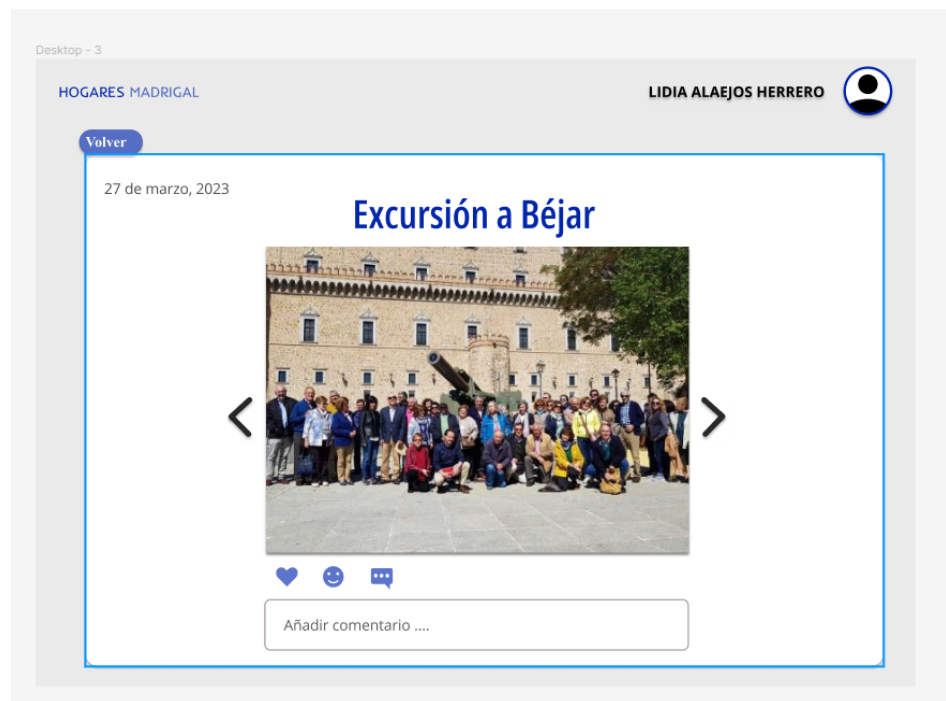 Desktop - 3
HOGARES MADRIGAL
LIDIA ALAEJOS HERRERO
Volver
27 de marzo, 2023
Excursión a Béjar
Añadir comentario ....